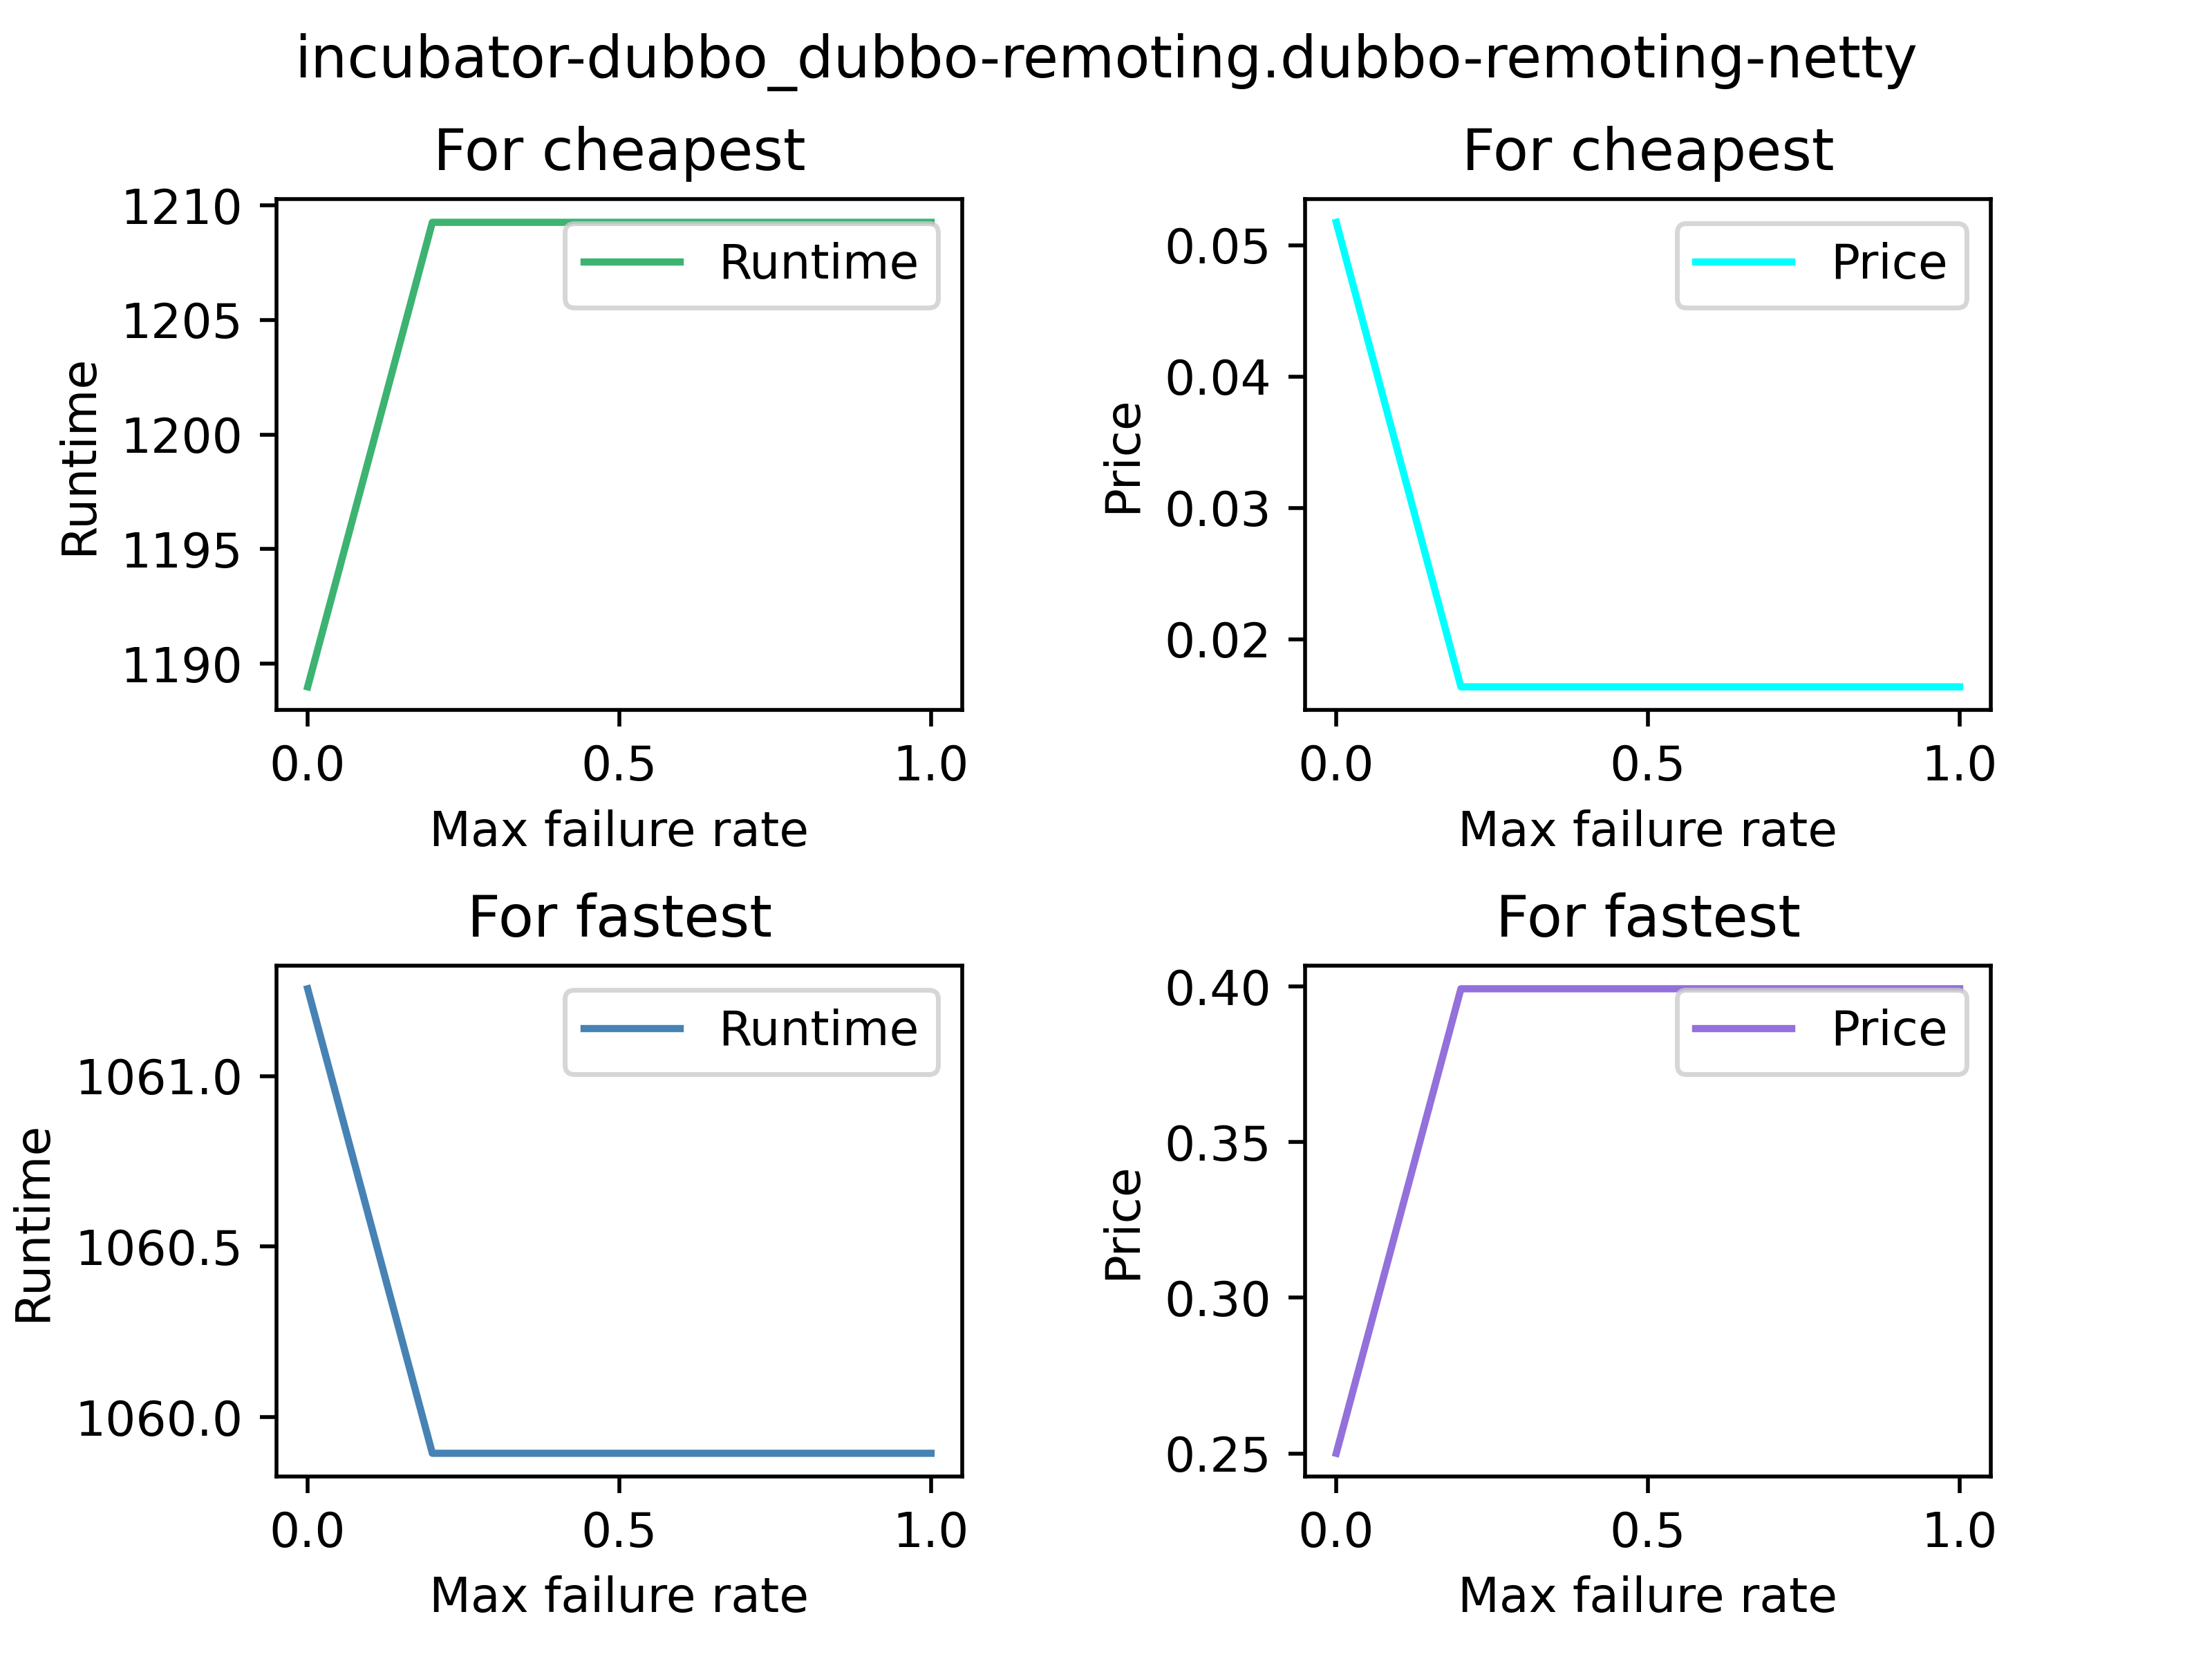 incubator-dubbo_dubbo-remoting.dubbo-remoting-netty
For cheapest
1210
1205
1200
1195
1190
Runtime
Runtime
0.0 0.5 1.0
Max failure rate
For cheapest
0.05
0.04
0.03
0.02
Price
Price
0.0 0.5 1.0
Max failure rate
For fastest
1061.0
1060.5
1060.0
Runtime
Runtime
0.0 0.5 1.0
Max failure rate
For fastest
0.40
0.35
0.30
0.25
Price
Price
0.0 0.5 1.0
Max failure rate